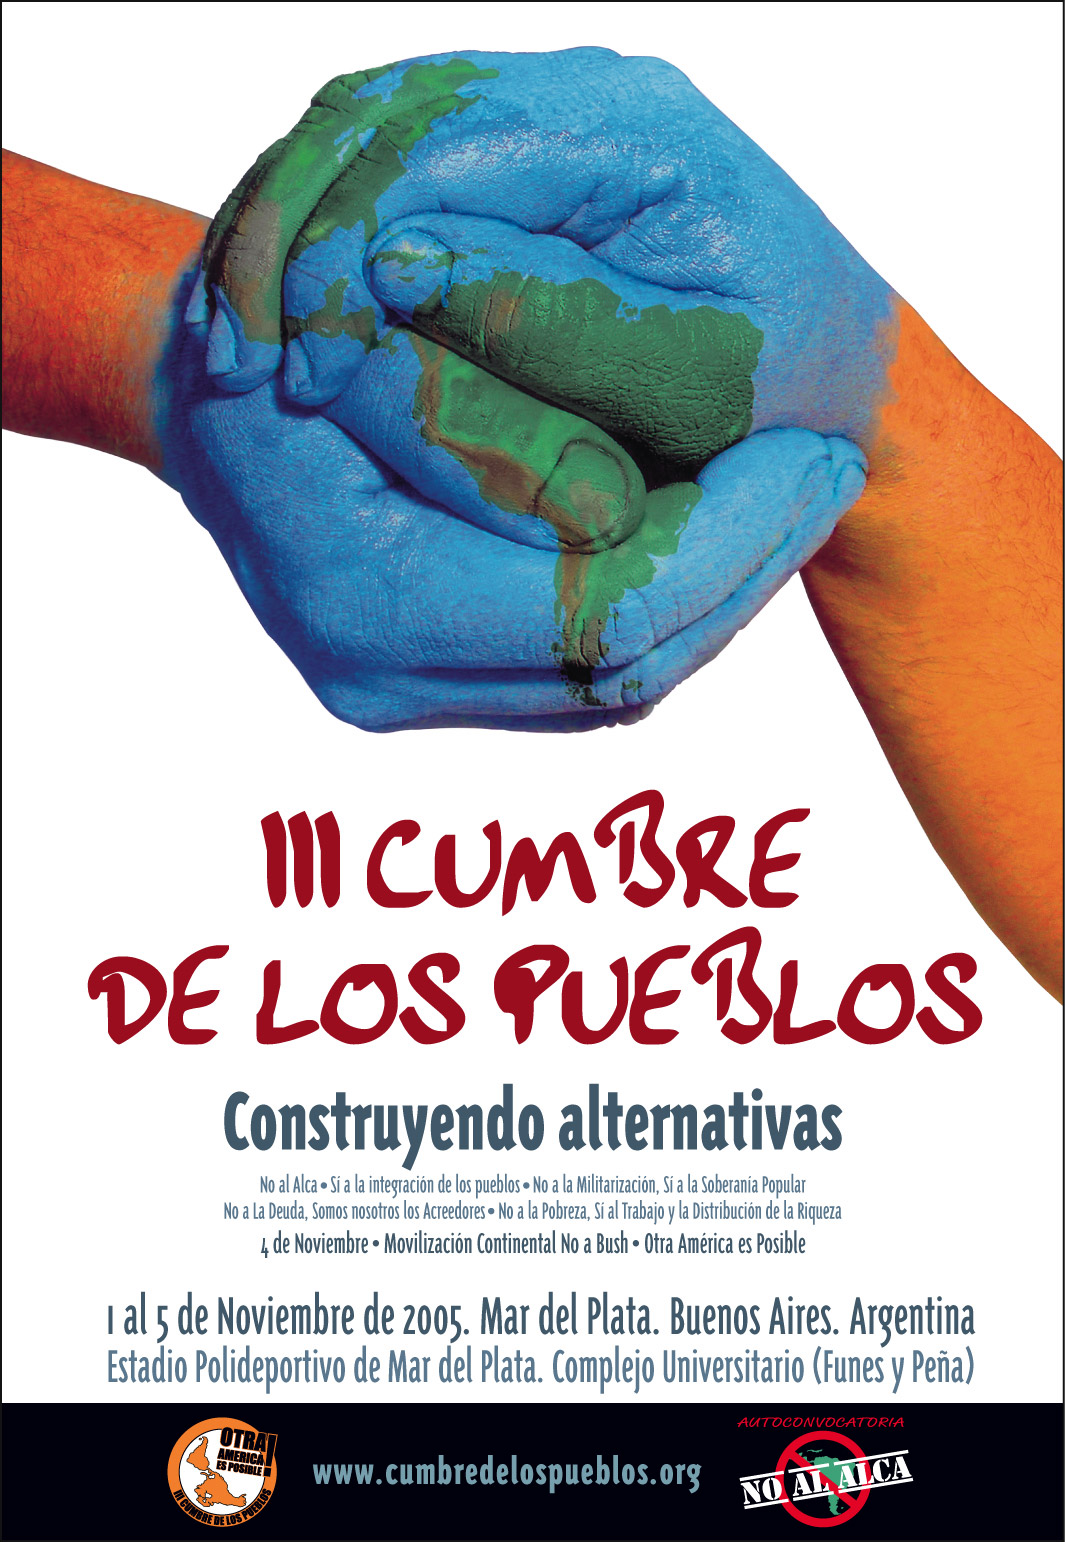 III CUMBRE
DE LOS PUEBLOS
Construyendo alternativas
No al Alca • Sí a la integración de los pueblos • No a la Militarización, Sí a la Soberanía Popular
No a La Deuda, Somos nosotros los Acreedores • No a la Pobreza, Sí al Trabajo y la Distribución de la Riqueza
4 de Noviembre • Movilización Continental No a Bush • Otra América es Posible
1 al 5 de Noviembre de 2005. Mar del Plata. Buenos Aires. Argentina
Estadio Polideportivo de Mar del Plata. Complejo Universitario (Funes y Peña)
OTRA!
AMERICA
ES POSIBLE
III CUMBRE DE LOS PUEBLOS
www.cumbredelospueblos.org
AUTOCONVOCATORIA
NO AL ALCA